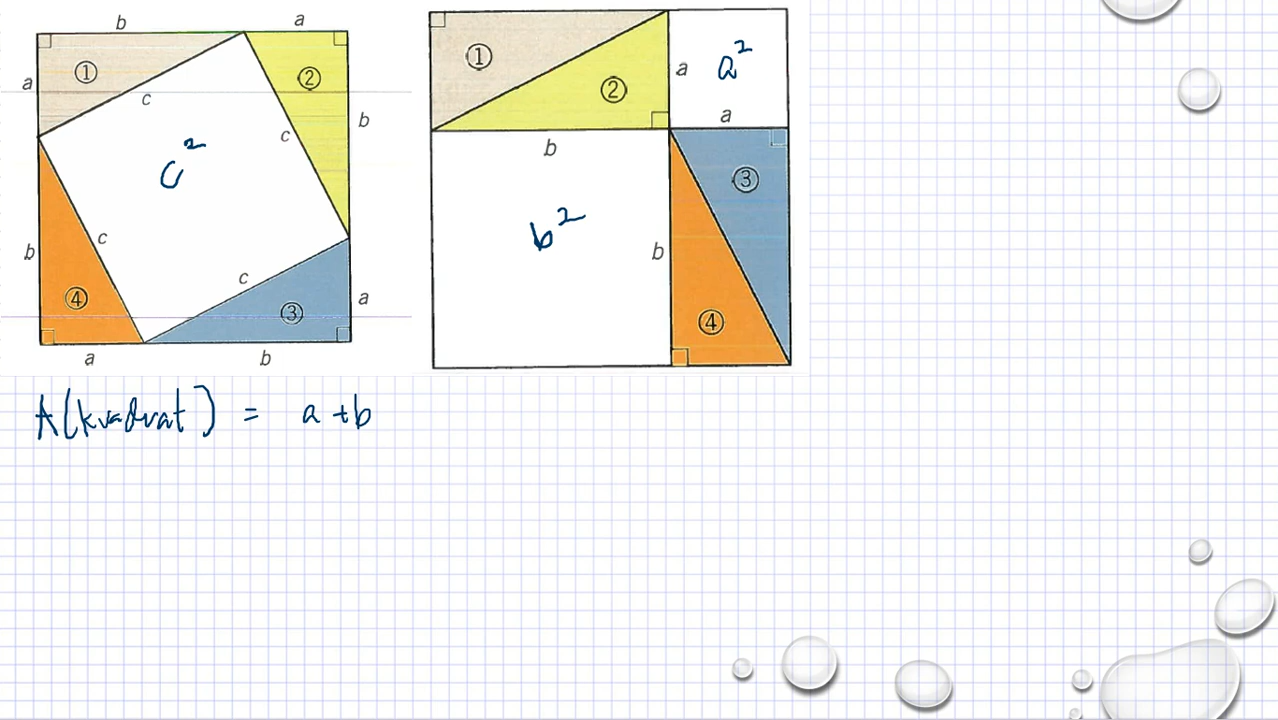 b a
a ① ②
c
c b
c²
b c
c
④ ③ a
a b
①
② a a²
b a
③
b²
b
④
A(kvadrat) = a+b